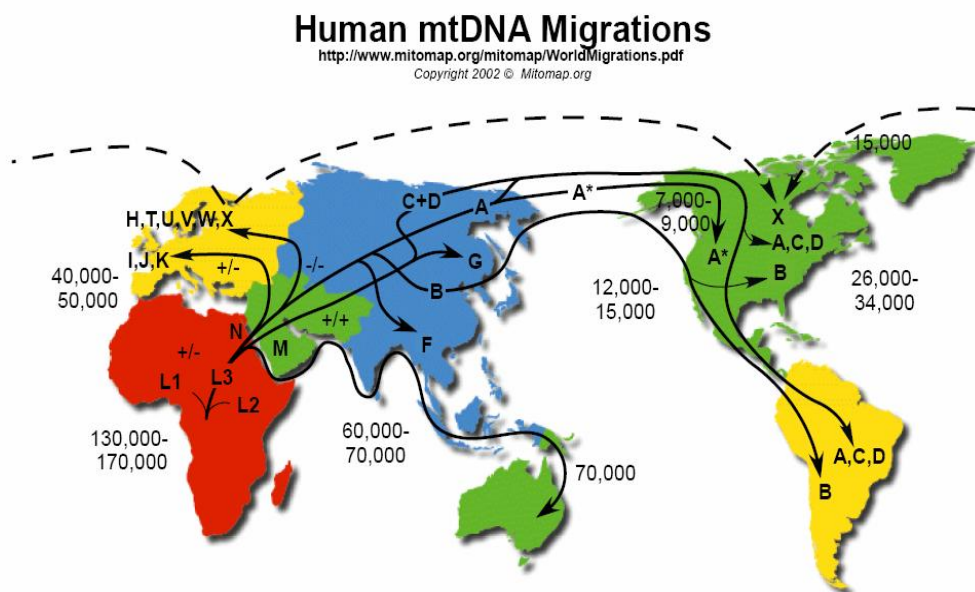 Human mtDNA Migrations
http://www.mitomap.org/mitomap/WorldMigrations.pdf
Copyright 2002 © Mitomap.org
15,000
C+D
A
A*
7,000-
9,000
H,T,U,V,W,X
X
I,J,K
+/-
-/-
G
A*
A,C,D
B
40,000-
50,000
B
12,000-
15,000
26,000-
34,000
N
+/+
M
F
+/-
L1
L3
L2
130,000-
170,000
60,000-
70,000
70,000
A,C,D
B